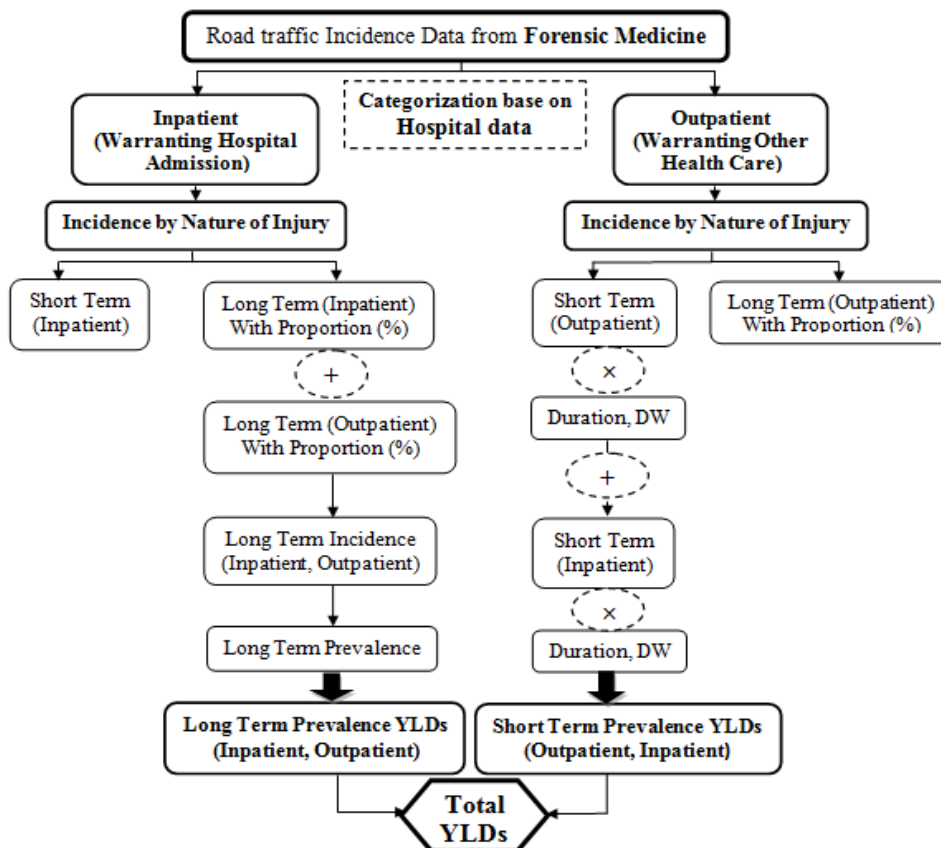 Road traffic Incidence Data from Forensic Medicine
Categorization base on
Hospital data
Inpatient
(Warranting Hospital
Admission)
Outpatient
(Warranting Other
Health Care)
Incidence by Nature of Injury
Incidence by Nature of Injury
Short Term
(Inpatient)
Long Term (Inpatient)
With Proportion (%)
Short Term
(Outpatient)
Long Term (Outpatient)
With Proportion (%)
+
×
Long Term (Outpatient)
With Proportion (%)
Duration, DW
+
Long Term Incidence
(Inpatient, Outpatient)
Short Term
(Inpatient)
×
Long Term Prevalence
Duration, DW
Long Term Prevalence YLDs
(Inpatient, Outpatient)
Short Term Prevalence YLDs
(Outpatient, Inpatient)
Total
YLDs